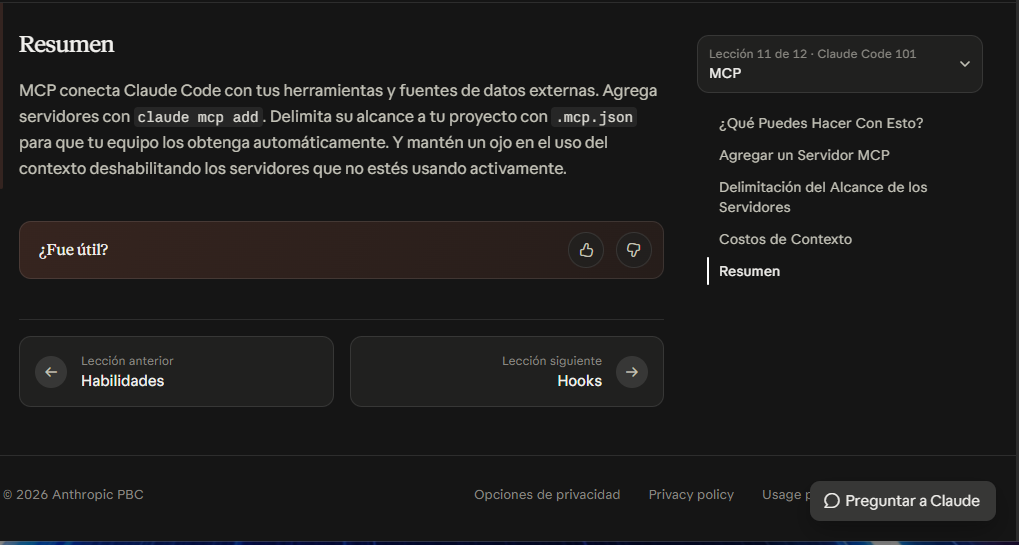 Resumen
MCP conecta Claude Code con tus herramientas y fuentes de datos externas. Agrega
servidores con claude mcp add. Delimita su alcance a tu proyecto con .mcp.json
para que tu equipo los obtenga automáticamente. Y mantén un ojo en el uso del
contexto deshabilitando los servidores que no estés usando activamente.
¿Fue útil?
Lección anterior
Habilidades
Lección siguiente
Hooks
Lección 11 de 12 · Claude Code 101
MCP
¿Qué Puedes Hacer Con Esto?
Agregar un Servidor MCP
Delimitación del Alcance de los
Servidores
Costos de Contexto
Resumen
© 2026 Anthropic PBC
Opciones de privacidad
Privacy policy
Usage
Preguntar a Claude